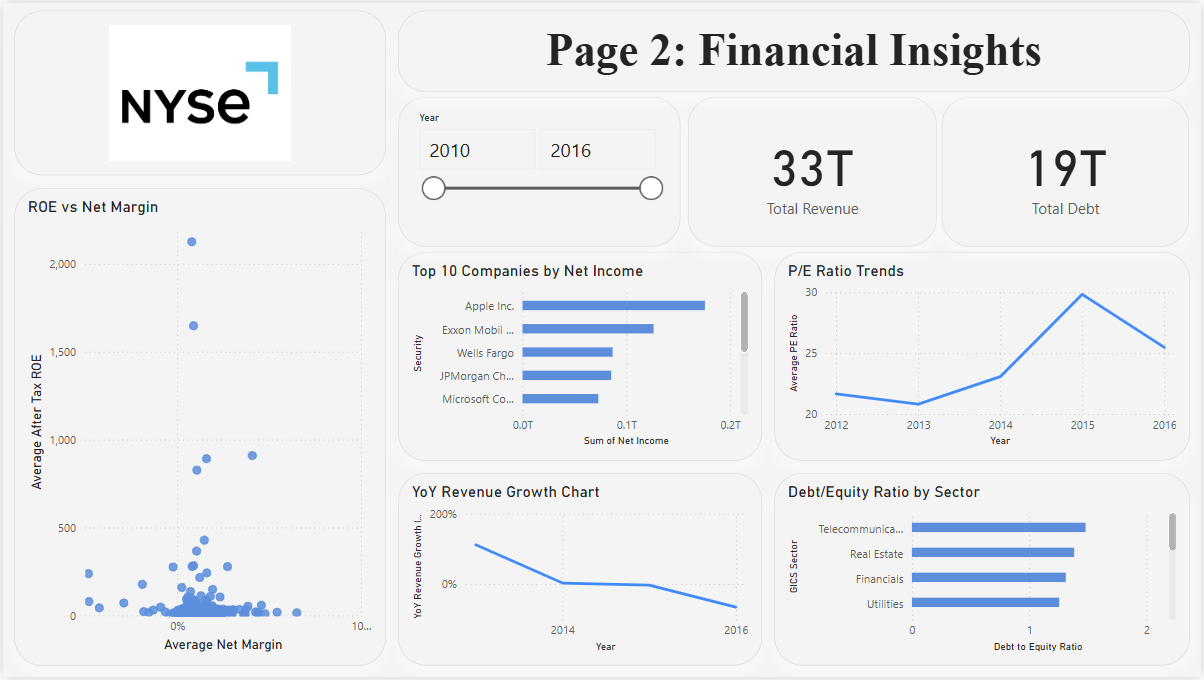 NYSE
Page 2: Financial Insights
Year
2010 2016
33T
Total Revenue
19T
Total Debt
ROE vs Net Margin
Average After Tax ROE
2,000
1,500
1,000
500
0
0% 10...
Average Net Margin
Top 10 Companies by Net Income
Security
Apple Inc.
Exxon Mobil ...
Wells Fargo
JPMorgan Ch...
Microsoft Co...
0.0T 0.1T 0.2T
Sum of Net Income
P/E Ratio Trends
Average PE Ratio
30
25
20
2012 2013 2014 2015 2016
Year
YoY Revenue Growth Chart
YoY Revenue Growth I...
200%
0%
2014 2016
Year
Debt/Equity Ratio by Sector
GICS Sector
Telecommunica...
Real Estate
Financials
Utilities
0 1 2
Debt to Equity Ratio